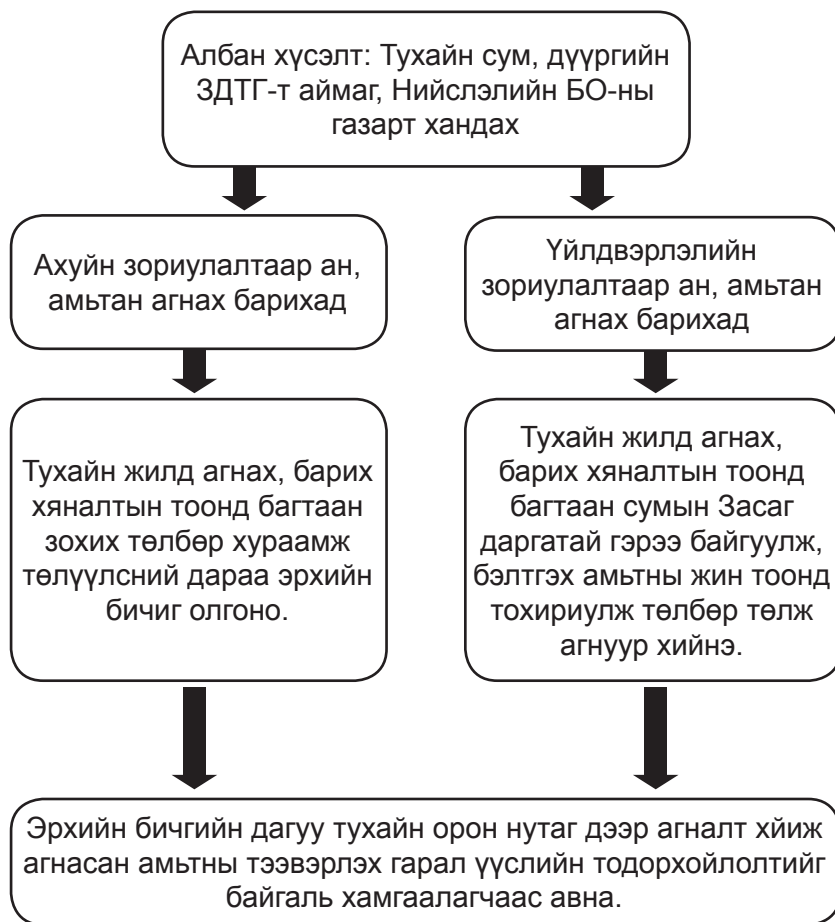 Албан хүсэлт: Тухайн сум, дүүргийн
ЗДТГ-т аймаг, Нийслэлийн БО-ны
газарт хандах
Ахуйн зориулалтаар ан,
амьтан агнах барихад
Үйлдвэрлэлийн
зориулалтаар ан, амьтан
агнах барихад
Тухайн жилд агнах, барих
хяналтын тоонд багтаан
зохих төлбөр хураамж
төлүүлсний дараа эрхийн
бичиг олгоно.
Тухайн жилд агнах,
барих хяналтын тоонд
багтаан сумын Засаг
даргатай гэрээ байгуулж,
бэлтгэх амьтны жин тоонд
тохириулж төлбөр төлж
агнуур хийнэ.
Эрхийн бичгийн дагуу тухайн орон нутаг дээр агналт хйиж
агнасан амьтны тээвэрлэх гарал үүслийн тодорхойлолтийг
байгаль хамгаалагчаас авна.